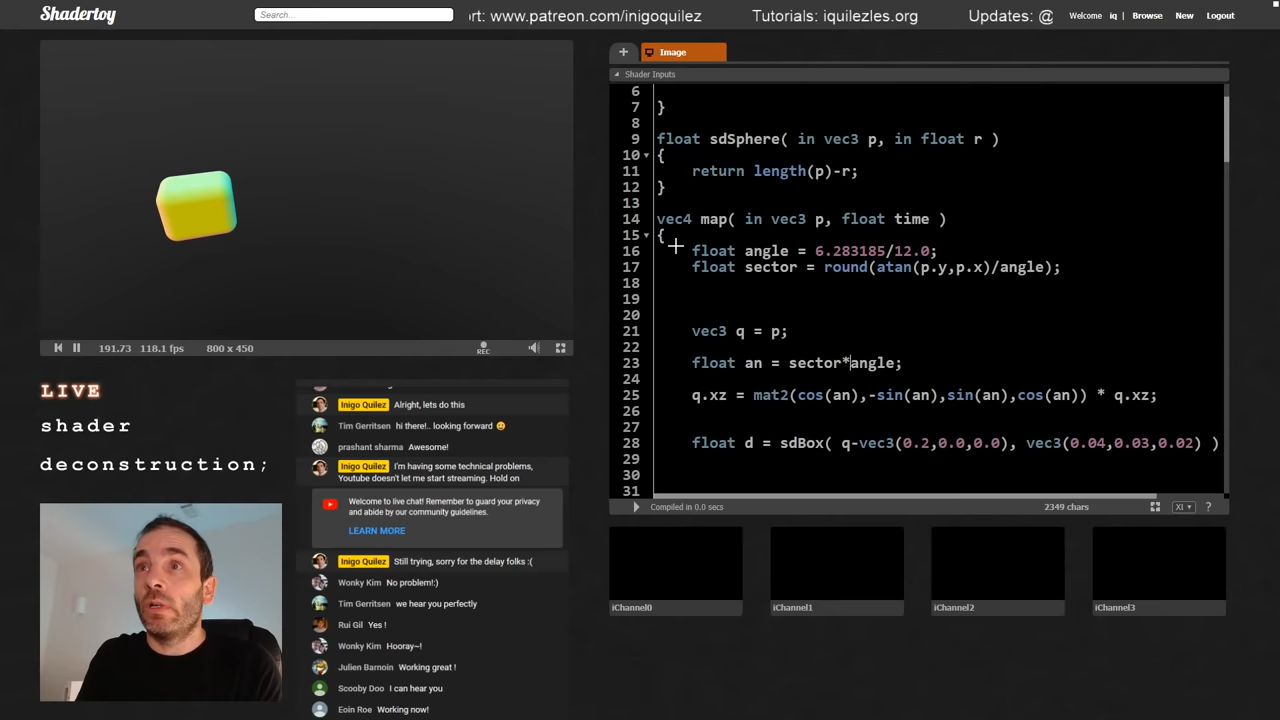 Shadertoy
Search...
rt: www.patreon.com/inigoquilez
Tutorials: iquilezles.org
Updates: @
Welcome iq | Browse New Logout
+ Image
Shader Inputs
6
7 }
8
9 float sdSphere( in vec3 p, in float r )
10 {
11 return length(p)-r;
12 }
13
14 vec4 map( in vec3 p, float time )
15 {
16 float angle = 6.283185/12.0;
17 float sector = round(atan(p.y,p.x)/angle);
18
19
20
21 vec3 q = p;
22
23 float an = sector*angle;
24
25 q.xz = mat2(cos(an),-sin(an),sin(an),cos(an)) * q.xz;
26
27
28 float d = sdBox( q-vec3(0.2,0.0,0.0), vec3(0.04,0.03,0.02) )
29
30
31
Compiled in 0.0 secs
2349 chars
XI
?
191.73 118.1 fps 800 x 450
REC
LIVE
shader
deconstruction;
Inigo Quilez Alright, lets do this
Tim Gerritsen hi there!.. looking forward 😀
prashant sharma Awesome!
Inigo Quilez I'm having some technical problems,
Youtube doesn't let me start streaming. Hold on
Welcome to live chat! Remember to guard your privacy
and abide by our community guidelines.
LEARN MORE
Inigo Quilez Still trying, sorry for the delay folks :(
Wonky Kim No problem!:)
Tim Gerritsen we hear you perfectly
Rui Gil Yes !
Wonky Kim Hooray~!
Julien Barnoin Working great !
Scooby Doo I can hear you
Eoin Roe Working now!
iChannel0
iChannel1
iChannel2
iChannel3